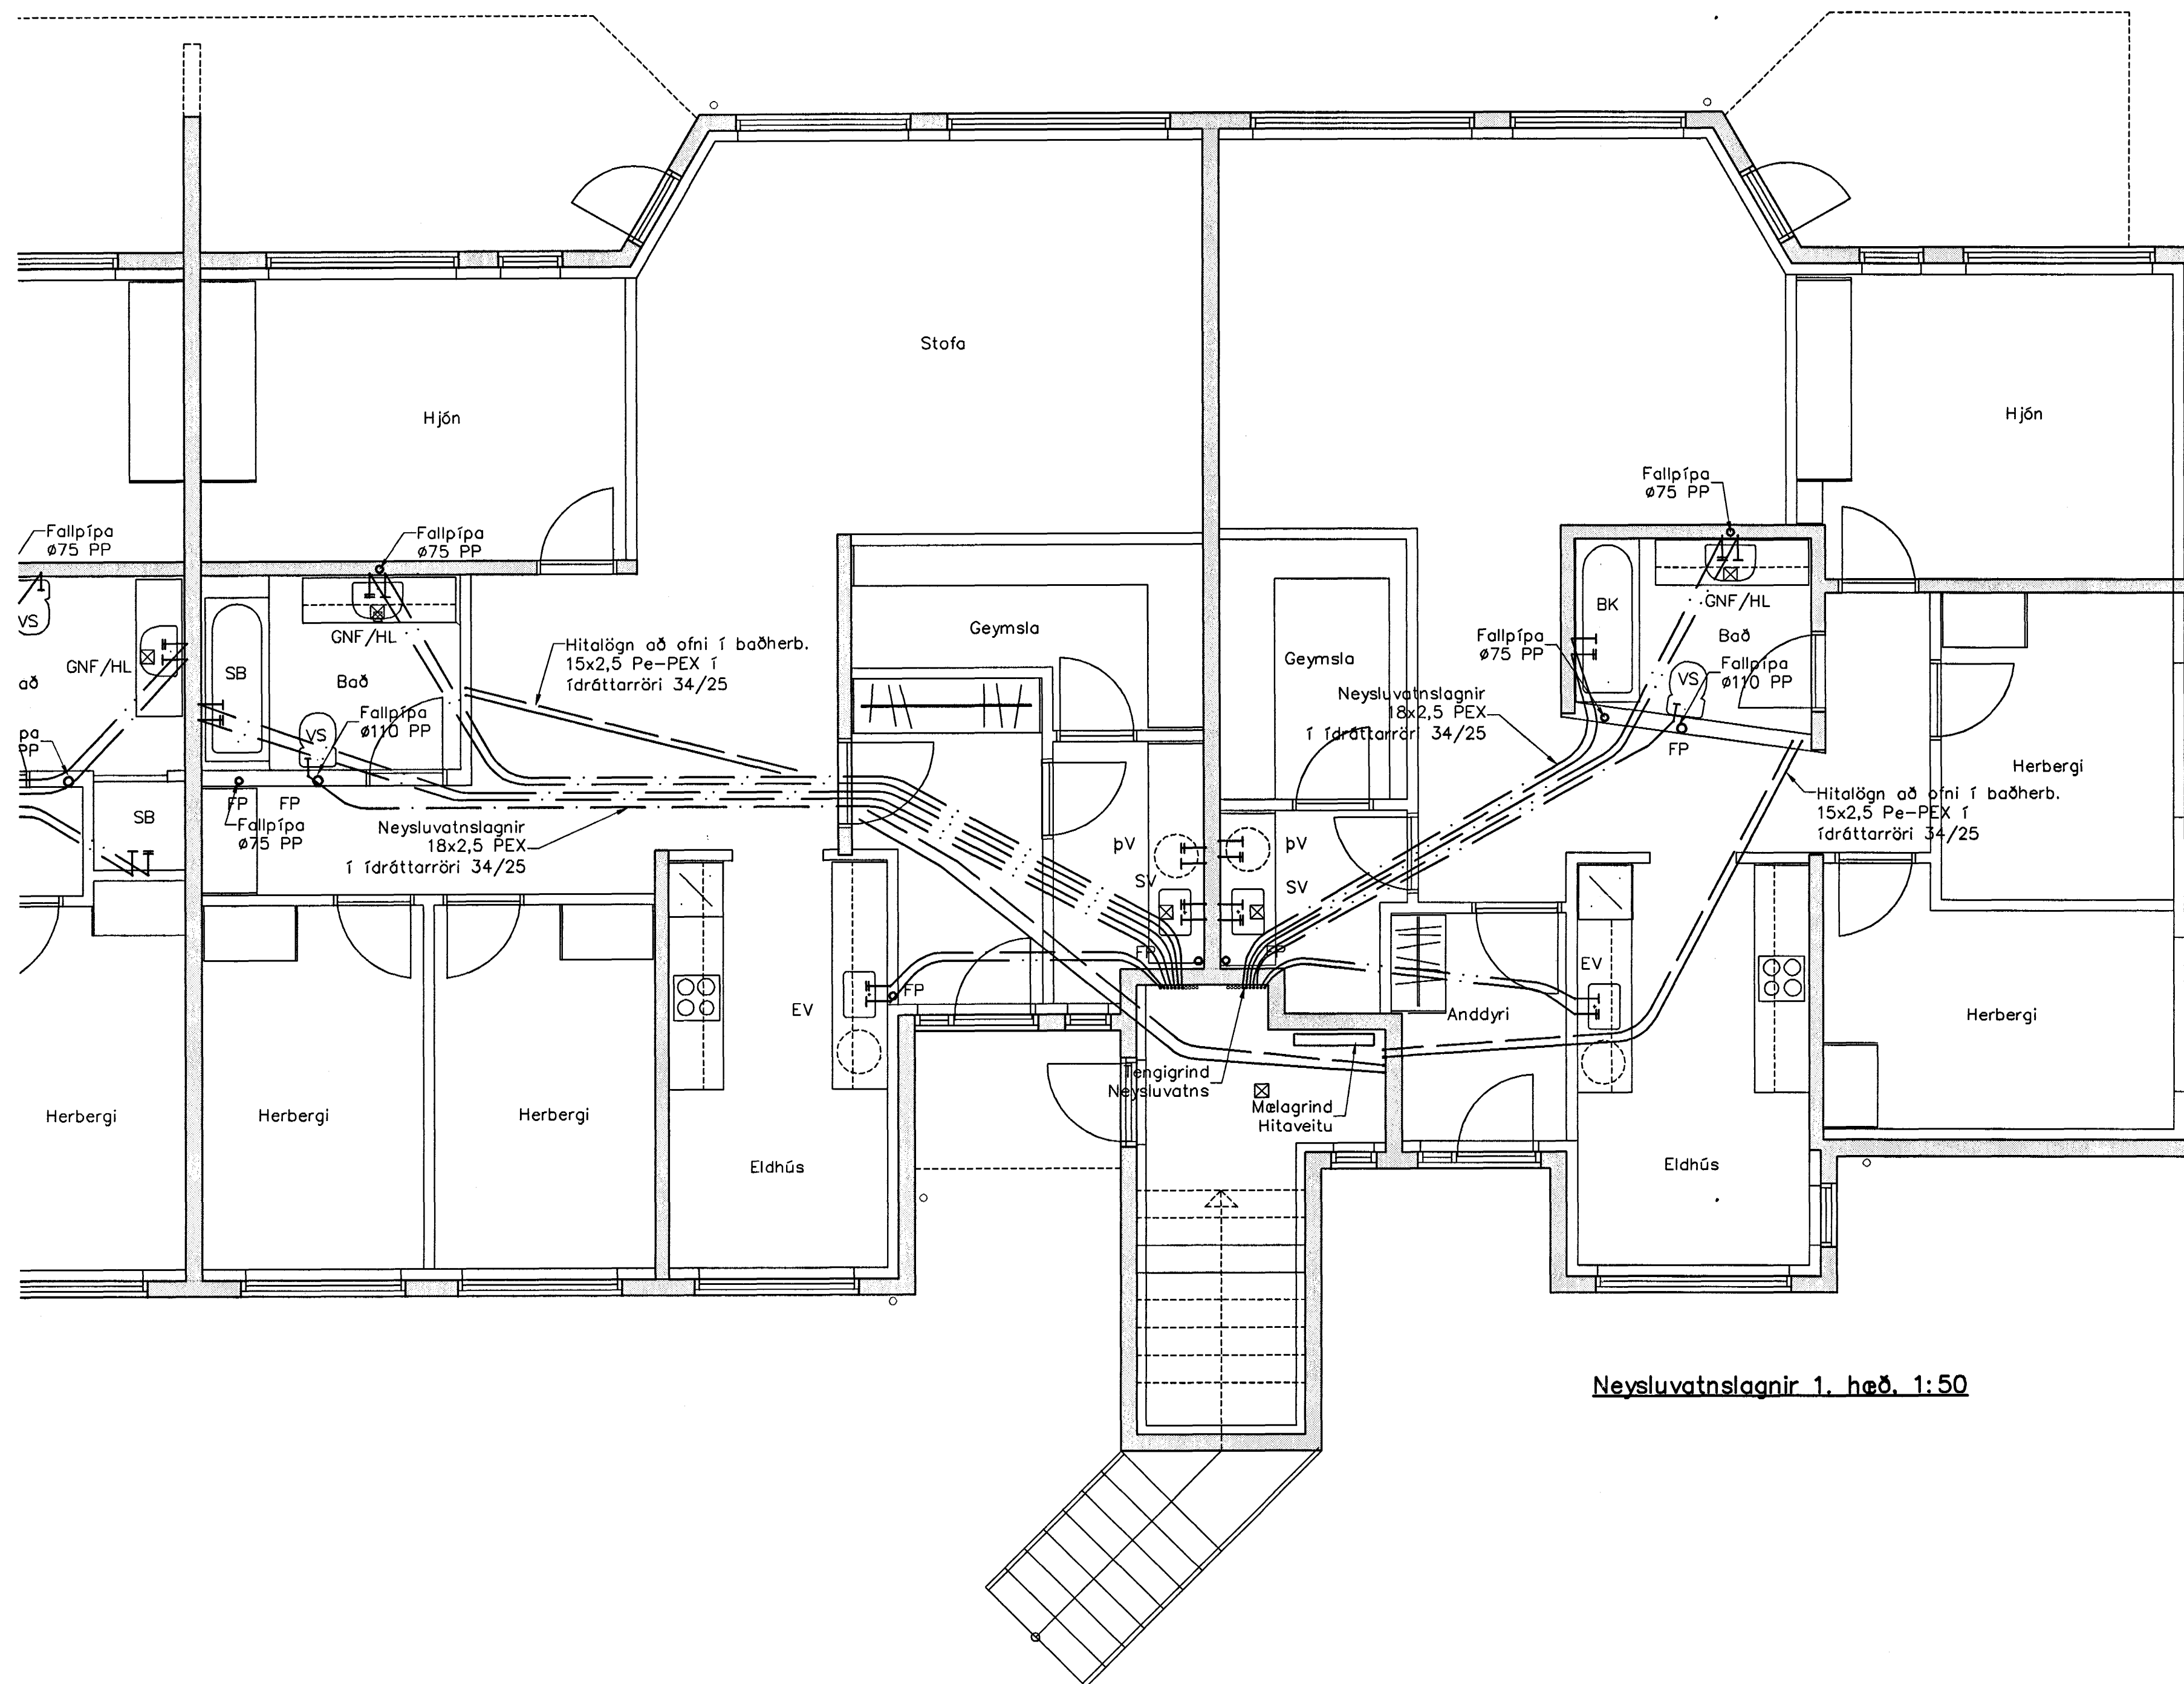 Stofa
Hjón
Hjón
Fallpípa
ø75 PP
Fallpípa
ø75 PP
Fallpípa
ø75 PP
VS
GNF/HL
að
pa
PP
SB
SB
GNF/HL
Bað
VS
Fallpípa
ø110 PP
FP
FP
Fallpípa
ø75 PP
Hitalögn að ofni í baðherb.
15x2,5 Pe-PEX í
ídráttarröri 34/25
Neysluvatnslagnir
18x2,5 PEX
í ídráttarröri 34/25
Geymsla
Geymsla
Neysluvatnslagnir
18x2,5 PEX
í ídráttarröri 34/25
BK
GNF/HL
Bað
Fallpípa
ø75 PP
VS
Fallpípa
ø110 PP
FP
Herbergi
Hitalögn að ofni í baðherb.
15x2,5 Pe-PEX í
ídráttarröri 34/25
þV
þV
SV
SV
FP
FP
EV
FP
EV
Anddyri
Herbergi
Tengigrind
Neysluvatns
Mælagrind
Hitaveitu
Herbergi
Herbergi
Herbergi
Eldhús
Eldhús
Neysluvatnslagnir 1. hæð. 1:50